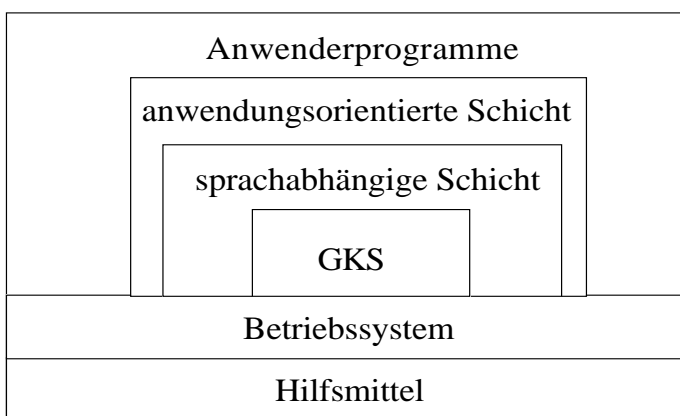 Anwenderprogramme
anwendungsorientierte Schicht
sprachabhängige Schicht
GKS
Betriebssystem
Hilfsmittel